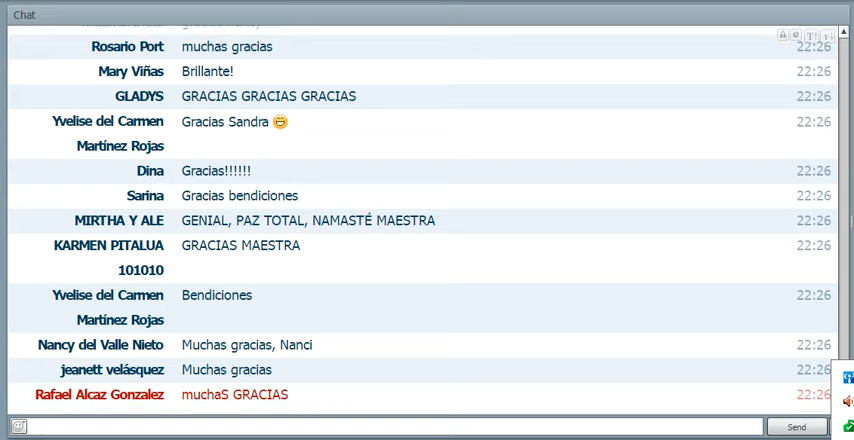 Chat
Rosario Port muchas gracias 22:26
Mary Viñas Brillante! 22:26
GLADYS GRACIAS GRACIAS GRACIAS 22:26
Yvelise del Carmen Gracias Sandra 22:26
Martínez Rojas
Dina Gracias!!!!!! 22:26
Sarina Gracias bendiciones 22:26
MIRTHA Y ALE GENIAL, PAZ TOTAL, NAMASTÉ MAESTRA 22:26
KARMEN PITALUA GRACIAS MAESTRA 22:26
101010
Yvelise del Carmen Bendiciones 22:26
Martínez Rojas
Nancy del Valle Nieto Muchas gracias, Nanci 22:26
jeanett velásquez Muchas gracias 22:26
Rafael Alcaz Gonzalez muchaS GRACIAS 22:26
Send